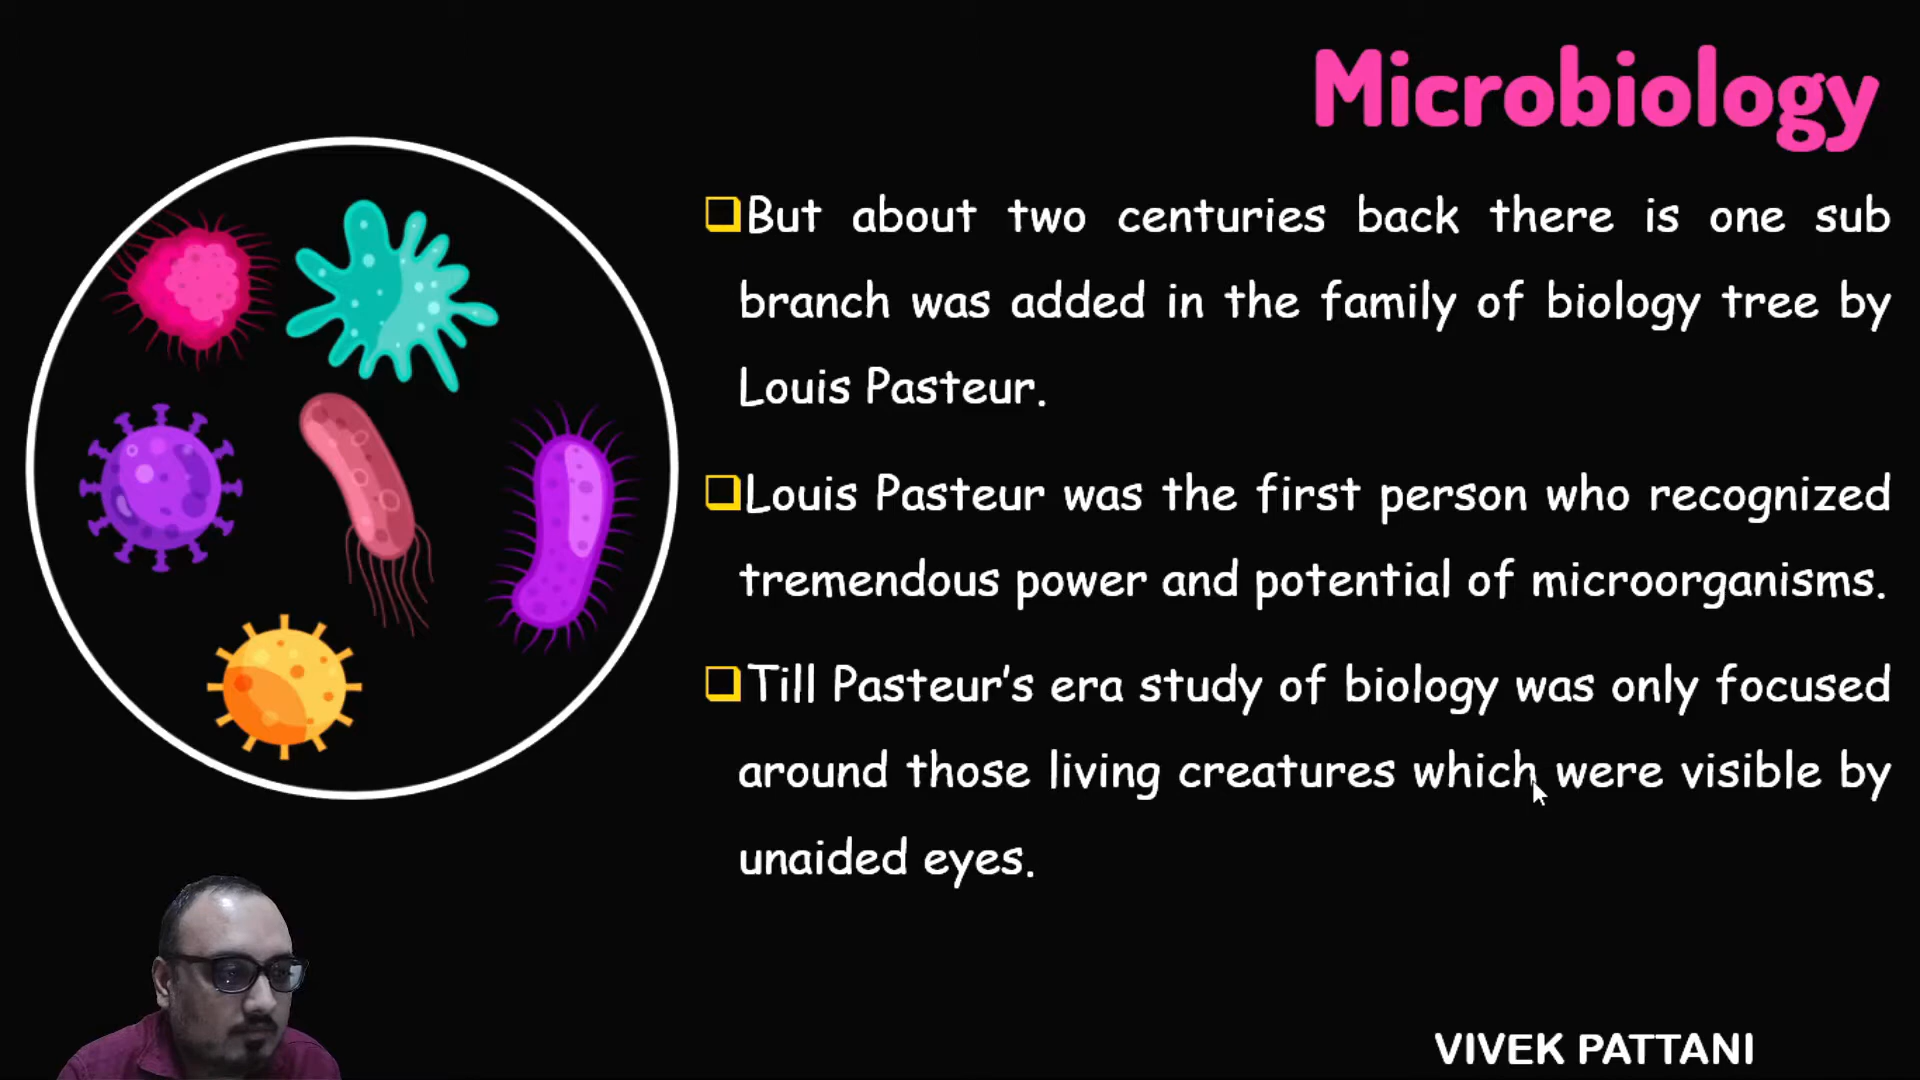 Microbiology
But about two centuries back there is one sub
branch was added in the family of biology tree by
Louis Pasteur.
Louis Pasteur was the first person who recognized
tremendous power and potential of microorganisms.
Till Pasteur's era study of biology was only focused
around those living creatures which were visible by
unaided eyes.
VIVEK PATTANI